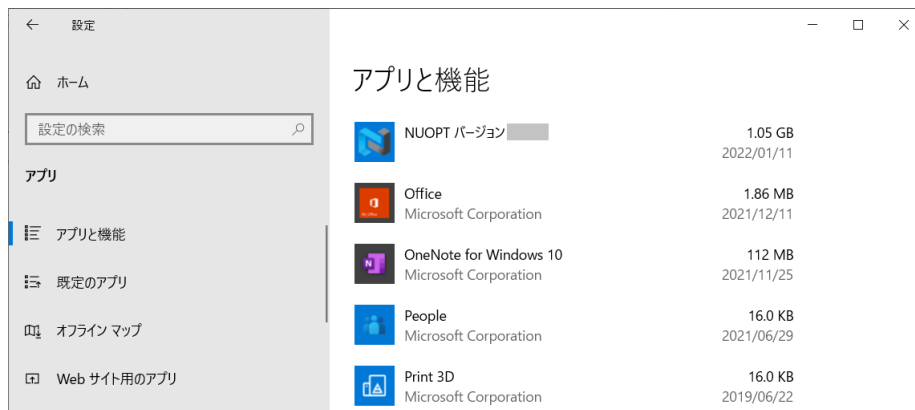 設定
ホーム
設定の検索
アプリ
アプリと機能
既定のアプリ
オフライン マップ
Web サイト用のアプリ
アプリと機能
NUOPT バージョン
1.05 GB
2022/01/11
Office
1.86 MB
Microsoft Corporation
2021/12/11
OneNote for Windows 10
112 MB
Microsoft Corporation
2021/11/25
People
16.0 KB
Microsoft Corporation
2021/06/29
Print 3D
16.0 KB
Microsoft Corporation
2019/06/22